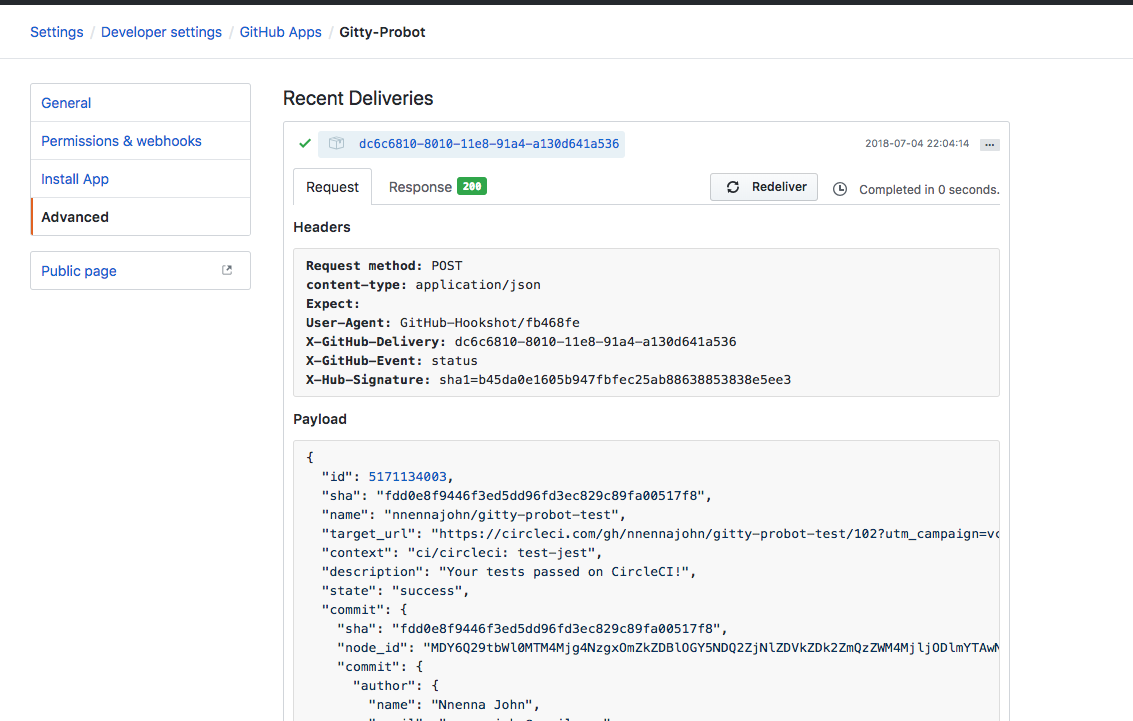 Settings / Developer settings / GitHub Apps / Gitty-Probot
General
Permissions & webhooks
Install App
Advanced
Public page
Recent Deliveries
dc6c6810-8010-11e8-91a4-a130d641a536 2018-07-04 22:04:14 ...
Request Response 200 Redeliver Completed in 0 seconds.
Headers
Request method: POST
content-type: application/json
Expect:
User-Agent: GitHub-Hookshot/fb468fe
X-GitHub-Delivery: dc6c6810-8010-11e8-91a4-a130d641a536
X-GitHub-Event: status
X-Hub-Signature: sha1=b45da0e1605b947fbfec25ab88638853838e5ee3
Payload
{
"id": 5171134003,
"sha": "fdd0e8f9446f3ed5dd96fd3ec829c89fa00517f8",
"name": "nnennajohn/gitty-probot-test",
"target_url": "https://circleci.com/gh/nnennajohn/gitty-probot-test/102?utm_campaign=vc
"context": "ci/circleci: test-jest",
"description": "Your tests passed on CircleCI!",
"state": "success",
"commit": {
"sha": "fdd0e8f9446f3ed5dd96fd3ec829c89fa00517f8",
"node_id": "MDY6Q29tbWl0MTM4Mjg4NzgxOmZkZDBlOGY5NDQ2ZjNlZDVkZDk2ZmQzZWM4MjljODlmYTAwN
"commit": {
"author": {
"name": "Nnenna John",